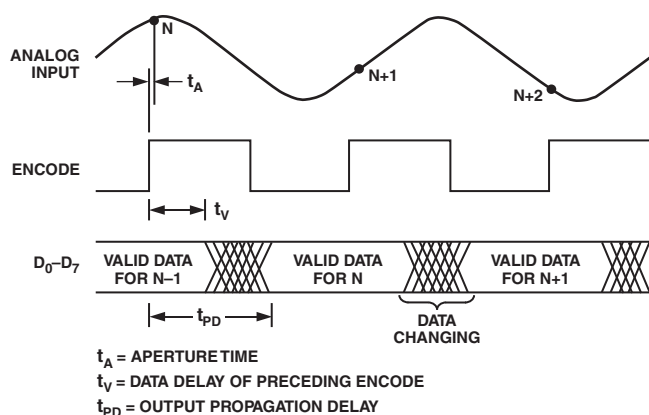 N
ANALOG
INPUT
N+1
t_A
N+2
ENCODE
t_V
D₀–D₇
VALID DATA
FOR N–1
VALID DATA
FOR N
VALID DATA
FOR N+1
t_PD
DATA
CHANGING
t_A = APERTURE TIME
t_V = DATA DELAY OF PRECEDING ENCODE
t_PD = OUTPUT PROPAGATION DELAY